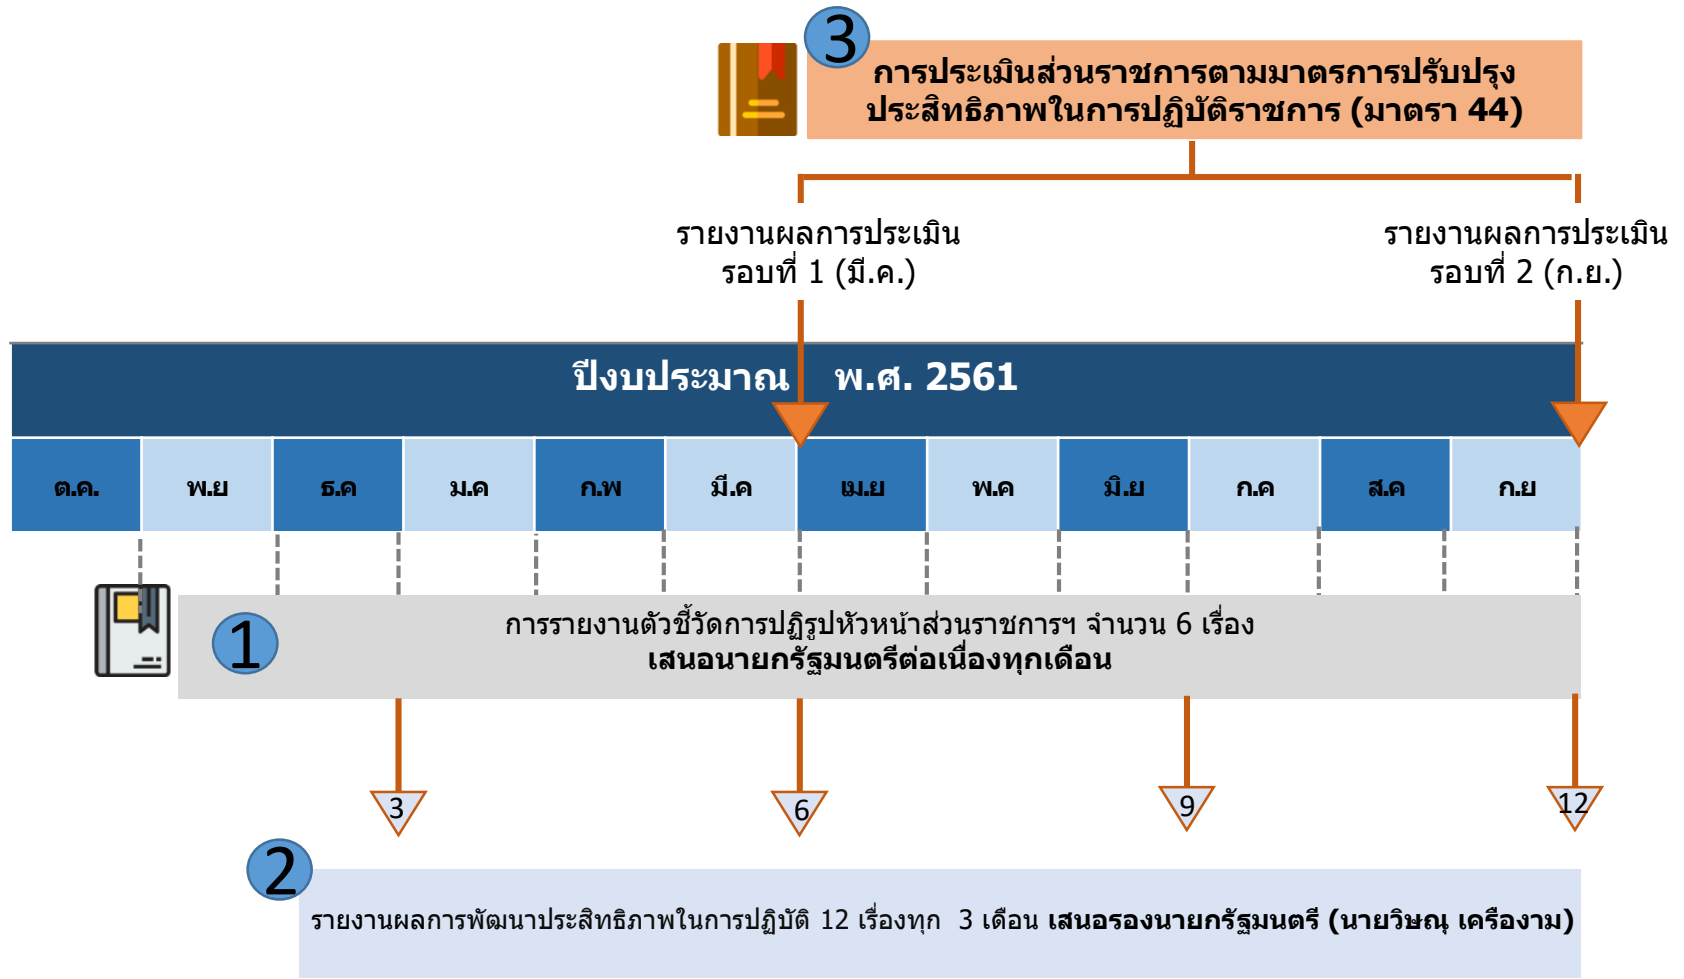 3
การประเมินส่วนราชการตามมาตรการปรับปรุง
ประสิทธิภาพในการปฏิบัติราชการ (มาตรา 44)
รายงานผลการประเมิน
รอบที่ 1 (มี.ค.)
รายงานผลการประเมิน
รอบที่ 2 (ก.ย.)
ปีงบประมาณ พ.ศ. 2561
ต.ค. พ.ย ธ.ค ม.ค ก.พ มี.ค เม.ย พ.ค มิ.ย ก.ค ส.ค ก.ย
1
การรายงานตัวชี้วัดการปฏิรูปหัวหน้าส่วนราชการฯ จำนวน 6 เรื่อง
เสนอนายกรัฐมนตรีต่อเนื่องทุกเดือน
3 6 9 12
2
รายงานผลการพัฒนาประสิทธิภาพในการปฏิบัติ 12 เรื่องทุก 3 เดือน เสนอรองนายกรัฐมนตรี (นายวิษณุ เครืองาม)